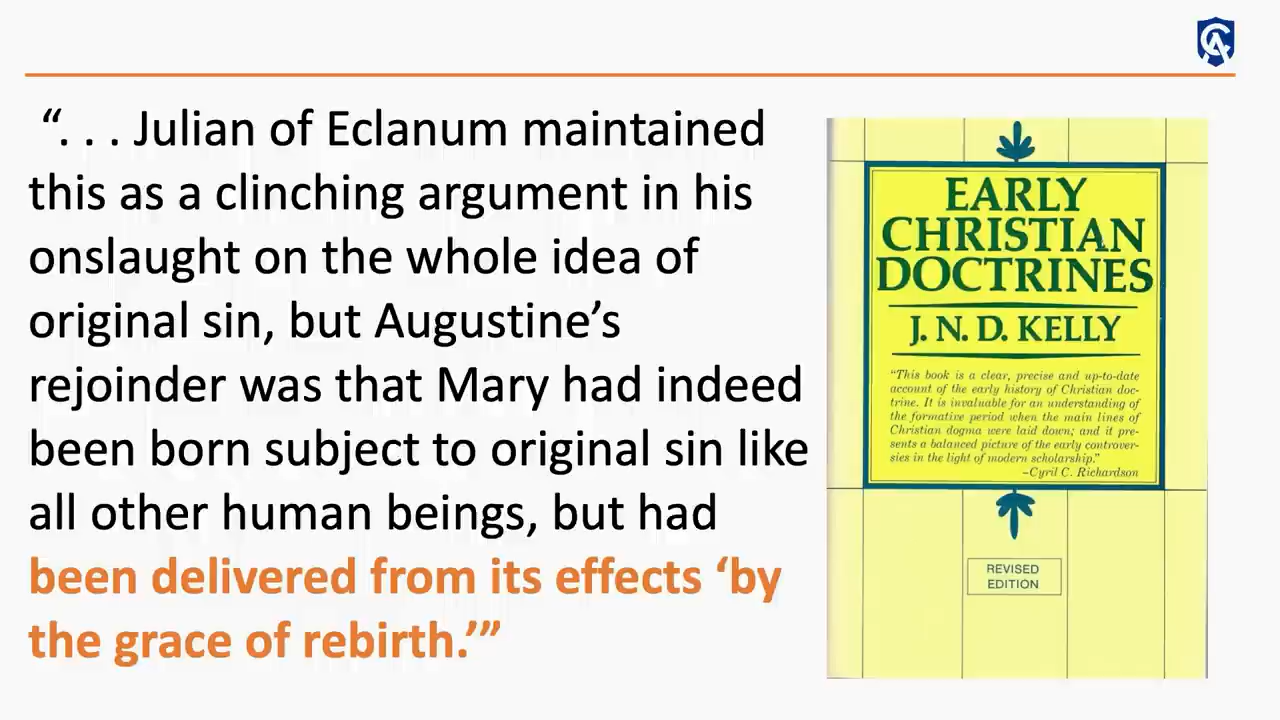 “. . . Julian of Eclanum maintained
this as a clinching argument in his
onslaught on the whole idea of
original sin, but Augustine’s
rejoinder was that Mary had indeed
been born subject to original sin like
all other human beings, but had
been delivered from its effects ‘by
the grace of rebirth.’”
EARLY
CHRISTIAN
DOCTRINES
J. N. D. KELLY
“This book is a clear, precise and up-to-date
account of the early history of Christian doc-
trine. It is invaluable for an understanding of
the formative period when the main lines of
Christian dogma were laid down; and it pre-
sents a balanced picture of the early controver-
sies in the light of modern scholarship.”
–Cyril C. Richardson
REVISED
EDITION
CA